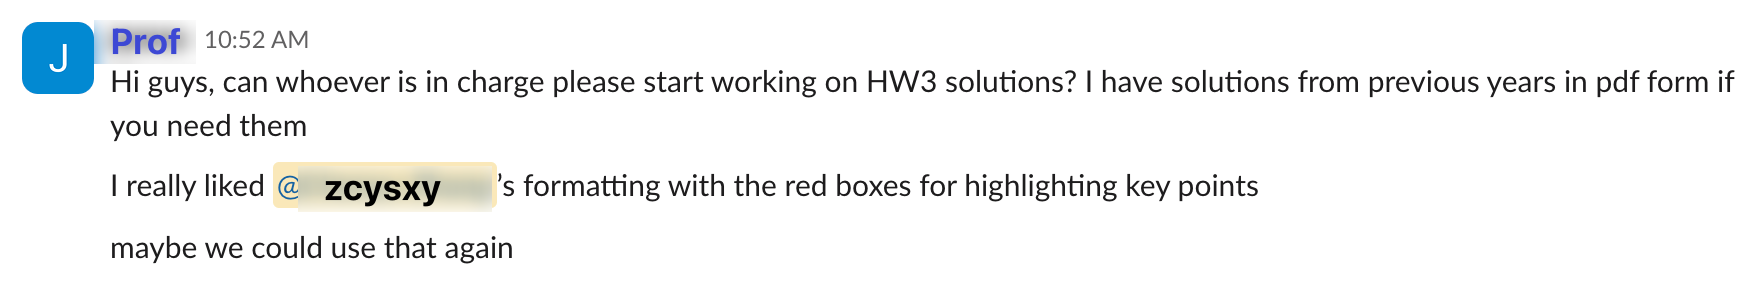 J Prof 10:52 AM
Hi guys, can whoever is in charge please start working on HW3 solutions? I have solutions from previous years in pdf form if
you need them
I really liked @zcysxy's formatting with the red boxes for highlighting key points
maybe we could use that again